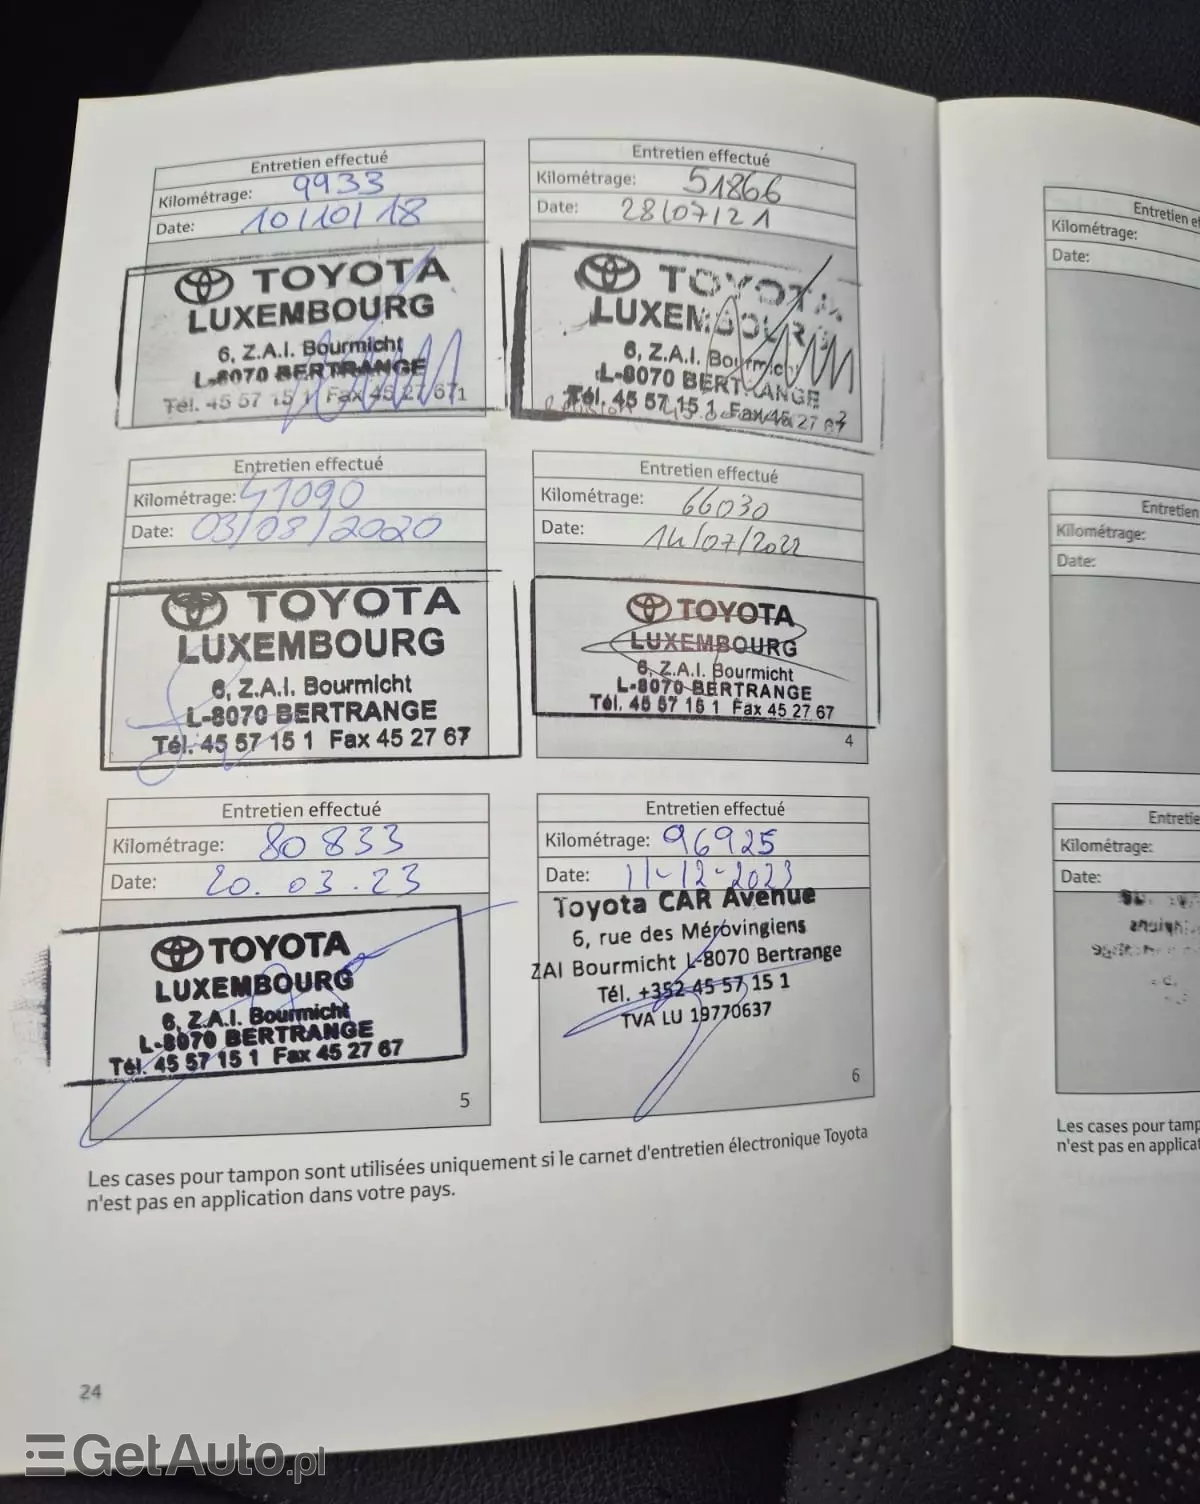 Entretien effectué
Kilométrage: 9933
Date: 10/10/18
TOYOTA
LUXEMBOURG
6, Z.A.I. Bourmicht
L-8070 BERTRANGE
Tél. 45 57 15 1 Fax 45 27 67
Entretien effectué
Kilométrage: 51866
Date: 28/07/21
TOYOTA
LUXEMBOURG
6, Z.A.I. Bourmicht
L-8070 BERTRANGE
Tél. 45 57 15 1 Fax 45 27 67
Entretien effectué
Kilométrage: 41090
Date: 03/08/2020
TOYOTA
LUXEMBOURG
6, Z.A.I. Bourmicht
L-8070 BERTRANGE
Tél. 45 57 15 1 Fax 45 27 67
Entretien effectué
Kilométrage: 66030
Date: 14/07/2022
TOYOTA
LUXEMBOURG
6, Z.A.I. Bourmicht
L-8070 BERTRANGE
Tél. 45 57 15 1 Fax 45 27 67
4
Entretien effectué
Kilométrage: 80833
Date: 20.03.23
TOYOTA
LUXEMBOURG
6, Z.A.I. Bourmicht
L-8070 BERTRANGE
Tél. 45 57 15 1 Fax 45 27 67
5
Entretien effectué
Kilométrage: 96925
Date: 11-12-2023
Toyota CAR Avenue
6, rue des Mérovingiens
ZAI Bourmicht L-8070 Bertrange
Tél. +352 45 57 15 1
TVA LU 19770637
6
Les cases pour tampon sont utilisées uniquement si le carnet d'entretien électronique Toyota
n'est pas en application dans votre pays.
24
Entretien ef
Kilométrage:
Date:
Entretien
Kilométrage:
Date:
Entretie
Kilométrage:
Date:
Les cases pour tamp
n'est pas en applicat
GetAuto.pl